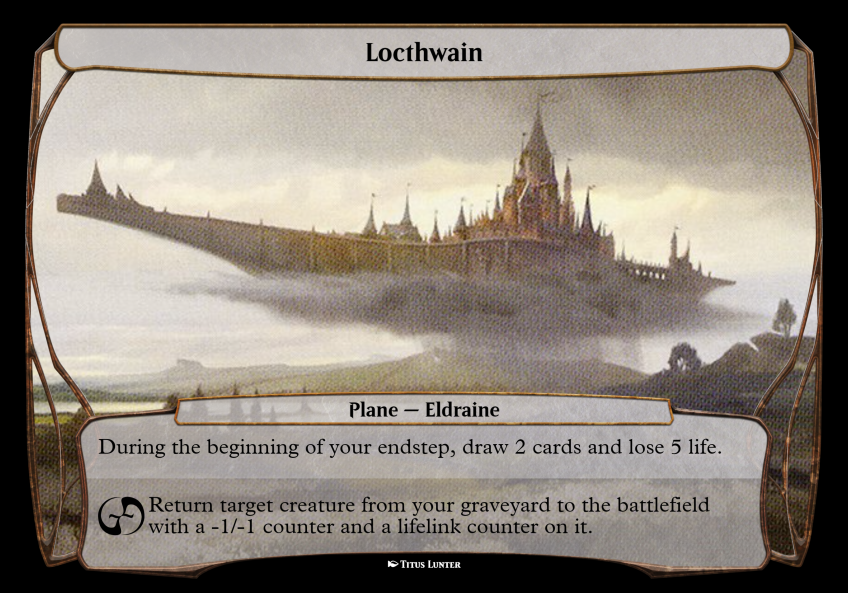 Locthwain
Plane — Eldraine
During the beginning of your endstep, draw 2 cards and lose 5 life.
Return target creature from your graveyard to the battlefield
with a -1/-1 counter and a lifelink counter on it.
Titus Lunter